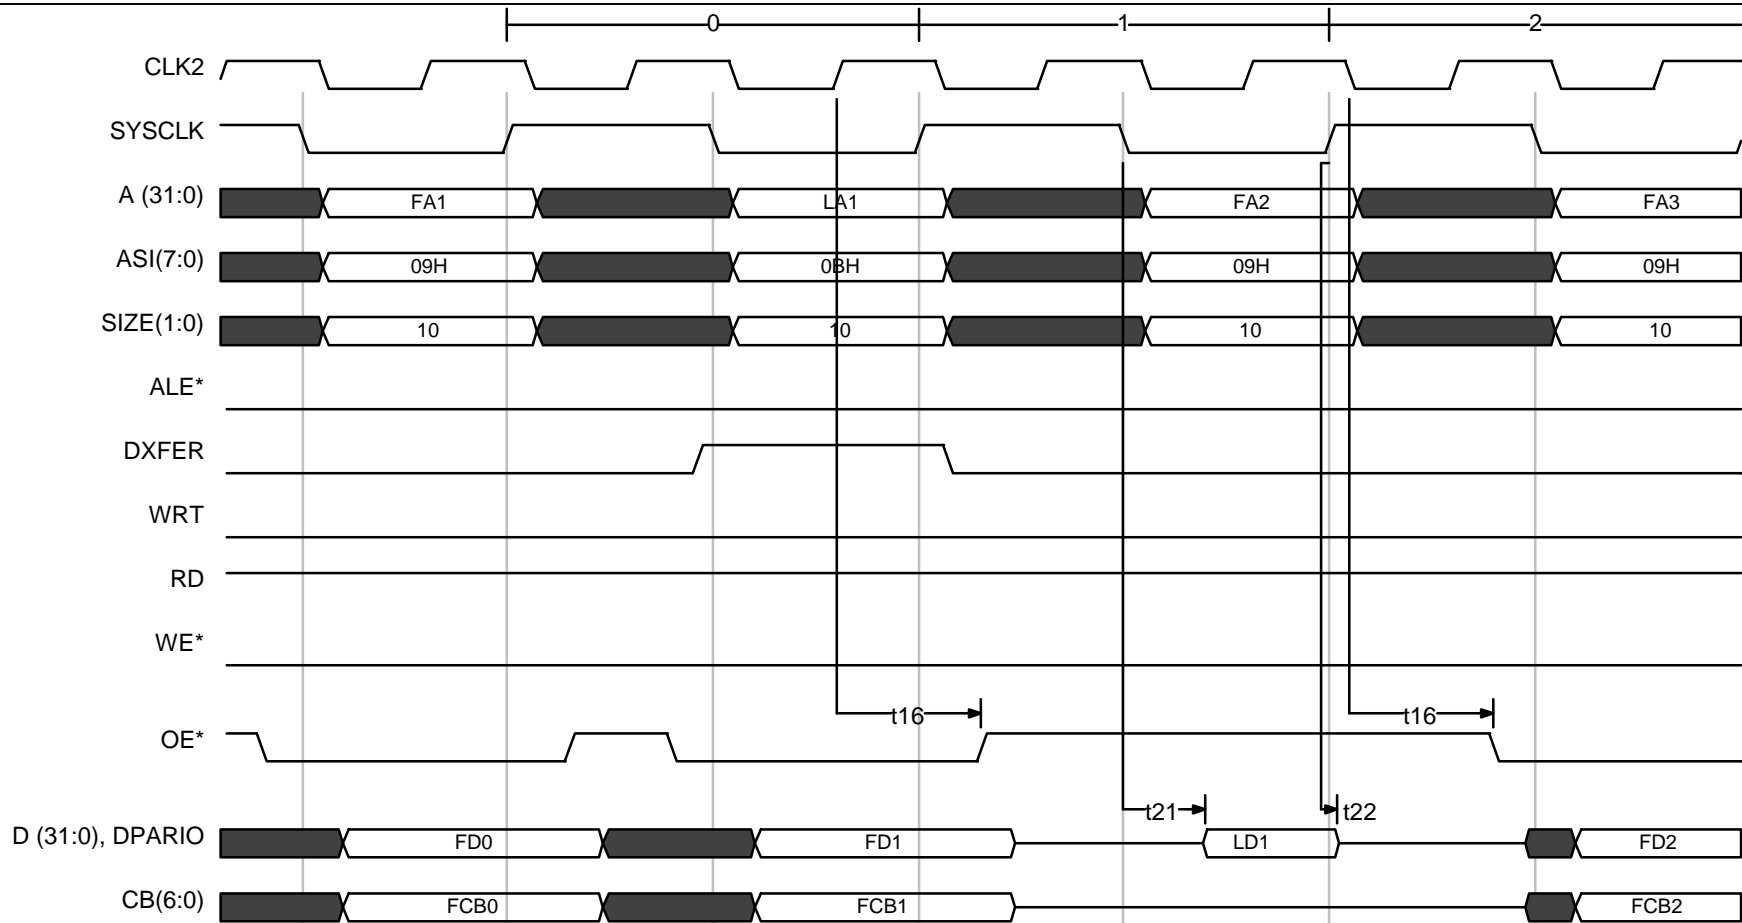 0 1 2
CLK2
SYSCLK
A (31:0) FA1 LA1 FA2 FA3
ASI(7:0) 09H 0BH 09H 09H
SIZE(1:0) 10 10 10 10
ALE*
DXFER
WRT
RD
WE*
t16 t16
OE*
t21 t22
D (31:0), DPARIO FD0 FD1 LD1 FD2
CB(6:0) FCB0 FCB1 FCB2